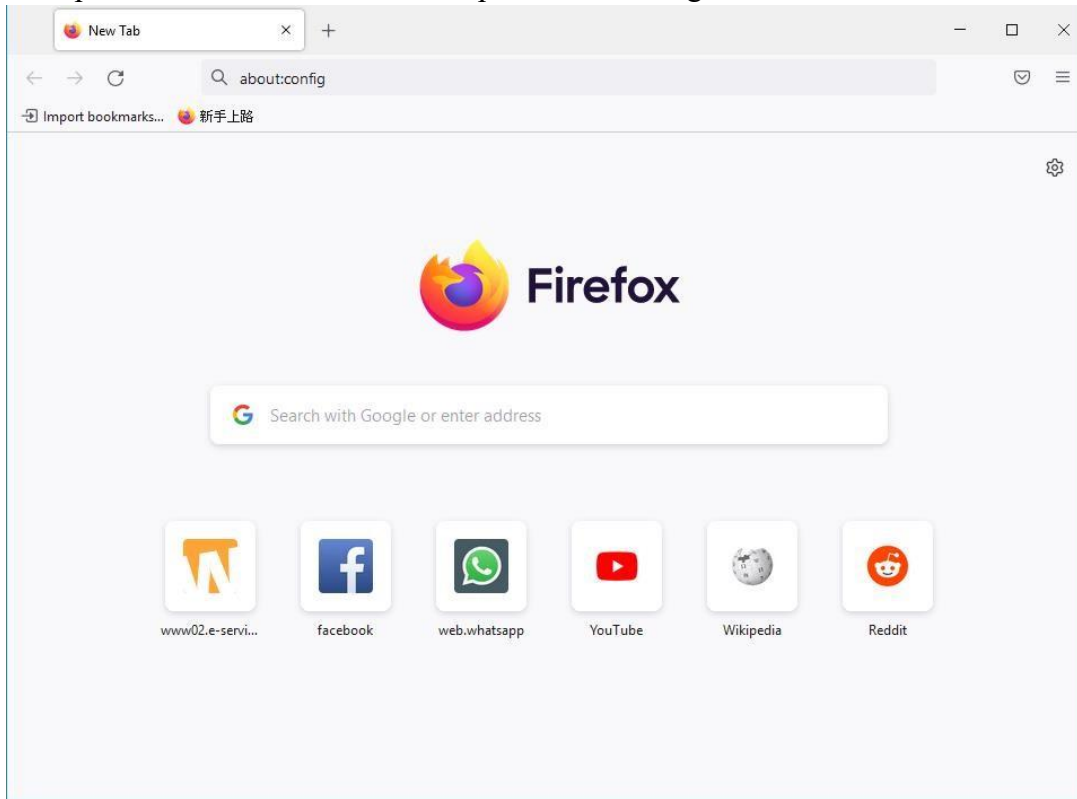 New Tab
about:config
Import bookmarks... 新手上路
Firefox
Search with Google or enter address
www02.e-servi... facebook web.whatsapp YouTube Wikipedia Reddit